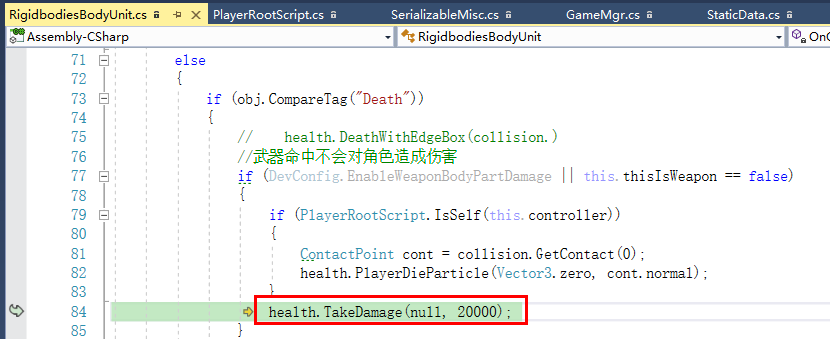 RigidbodiesBodyUnit.cs PlayerRootScript.cs SerializableMisc.cs GameMgr.cs StaticData.cs
Assembly-CSharp RigidbodiesBodyUnit OnC
71 else
72 {
73 if (obj.CompareTag("Death"))
74 {
75 // health.DeathWithEdgeBox(collision.)
76 //武器命中不会对角色造成伤害
77 if (DevConfig.EnableWeaponBodyPartDamage || this.thisIsWeapon == false)
78 {
79 if (PlayerRootScript.IsSelf(this.controller))
80 {
81 ContactPoint cont = collision.GetContact(0);
82 health.PlayerDieParticle(Vector3.zero, cont.normal);
83 }
84 health.TakeDamage(null, 20000);
85 }